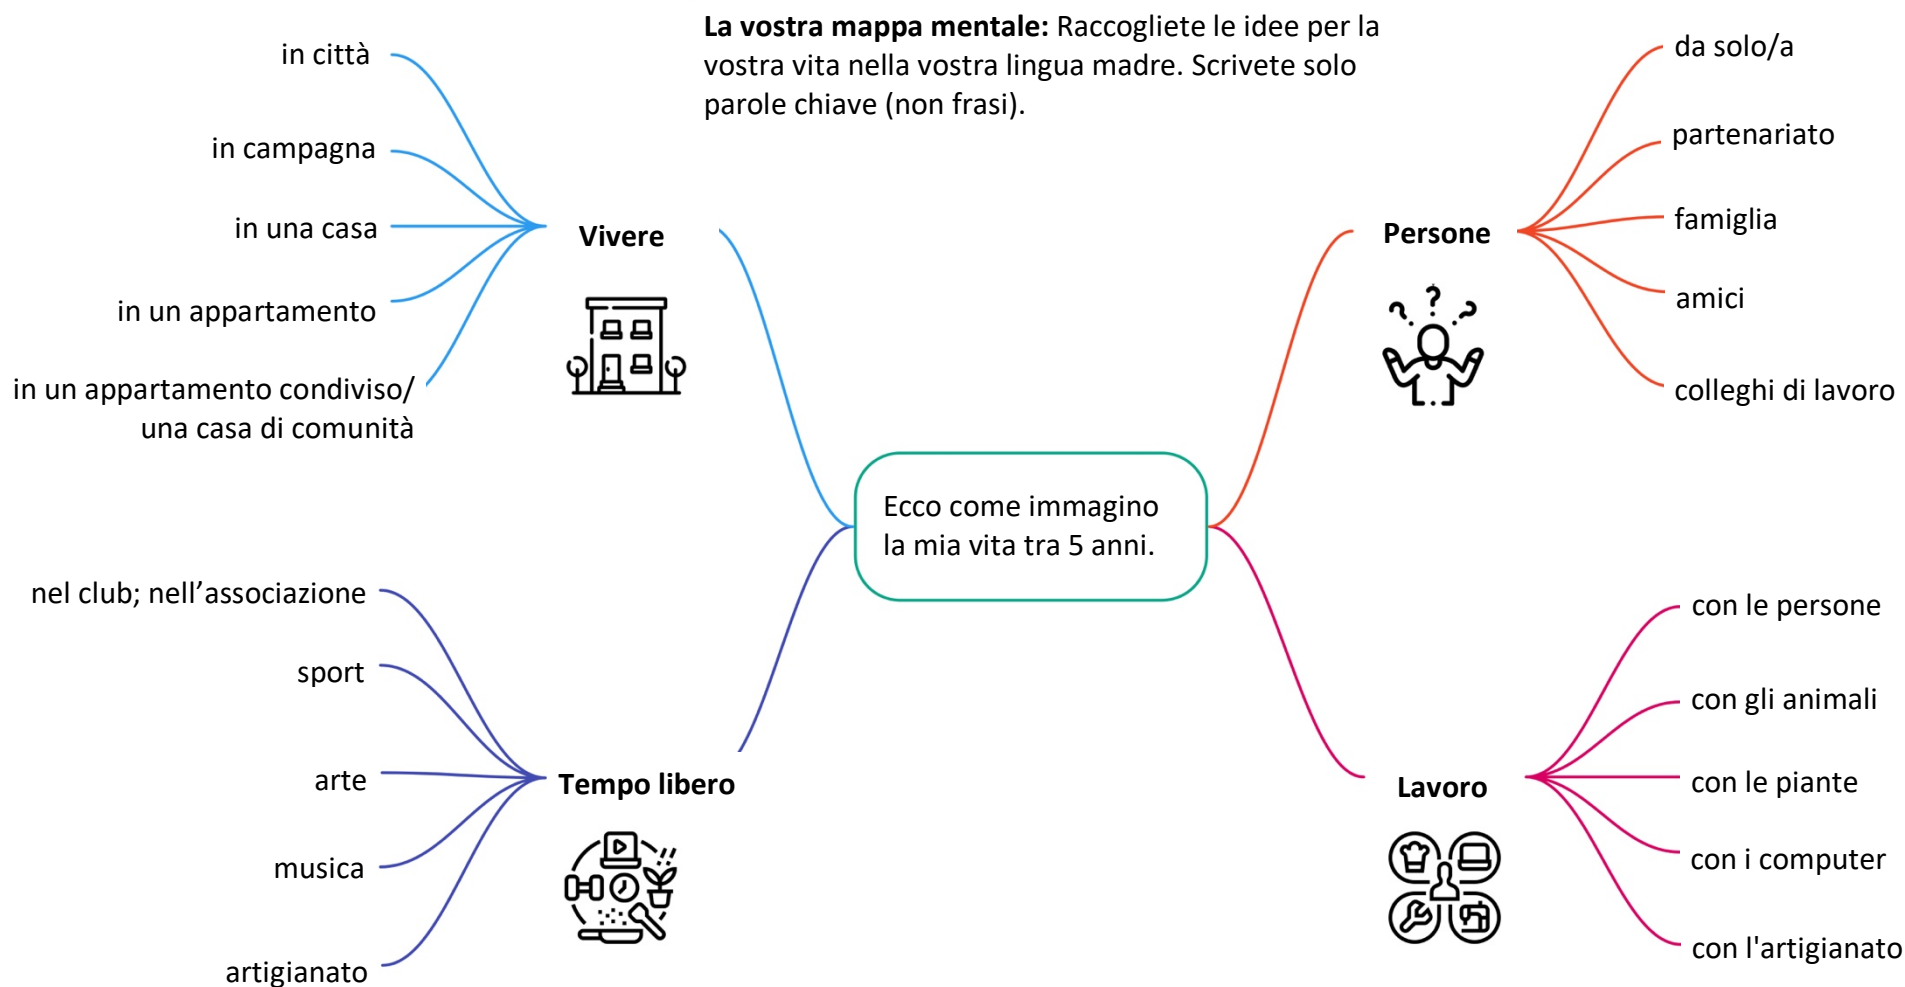 La vostra mappa mentale: Raccogliete le idee per la
vostra vita nella vostra lingua madre. Scrivete solo
parole chiave (non frasi).
in città
in campagna
in una casa
in un appartamento
in un appartamento condiviso/
una casa di comunità
Vivere
Persone
da solo/a
partenariato
famiglia
amici
colleghi di lavoro
Ecco come immagino
la mia vita tra 5 anni.
nel club; nell’associazione
sport
arte
musica
artigianato
Tempo libero
Lavoro
con le persone
con gli animali
con le piante
con i computer
con l'artigianato